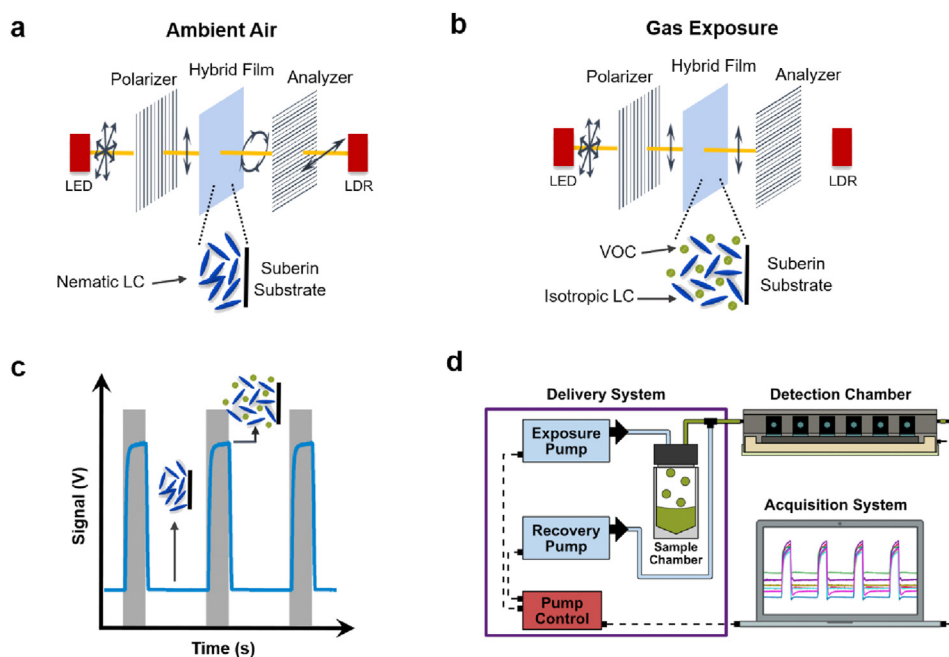 a
Ambient Air
Polarizer
Hybrid Film
Analyzer
LED
LDR
Nematic LC
Suberin
Substrate
b
Gas Exposure
Polarizer
Hybrid Film
Analyzer
LED
LDR
VOC
Isotropic LC
Suberin
Substrate
c
Signal (V)
Time (s)
d
Delivery System
Exposure
Pump
Recovery
Pump
Pump
Control
Sample
Chamber
Detection Chamber
Acquisition System